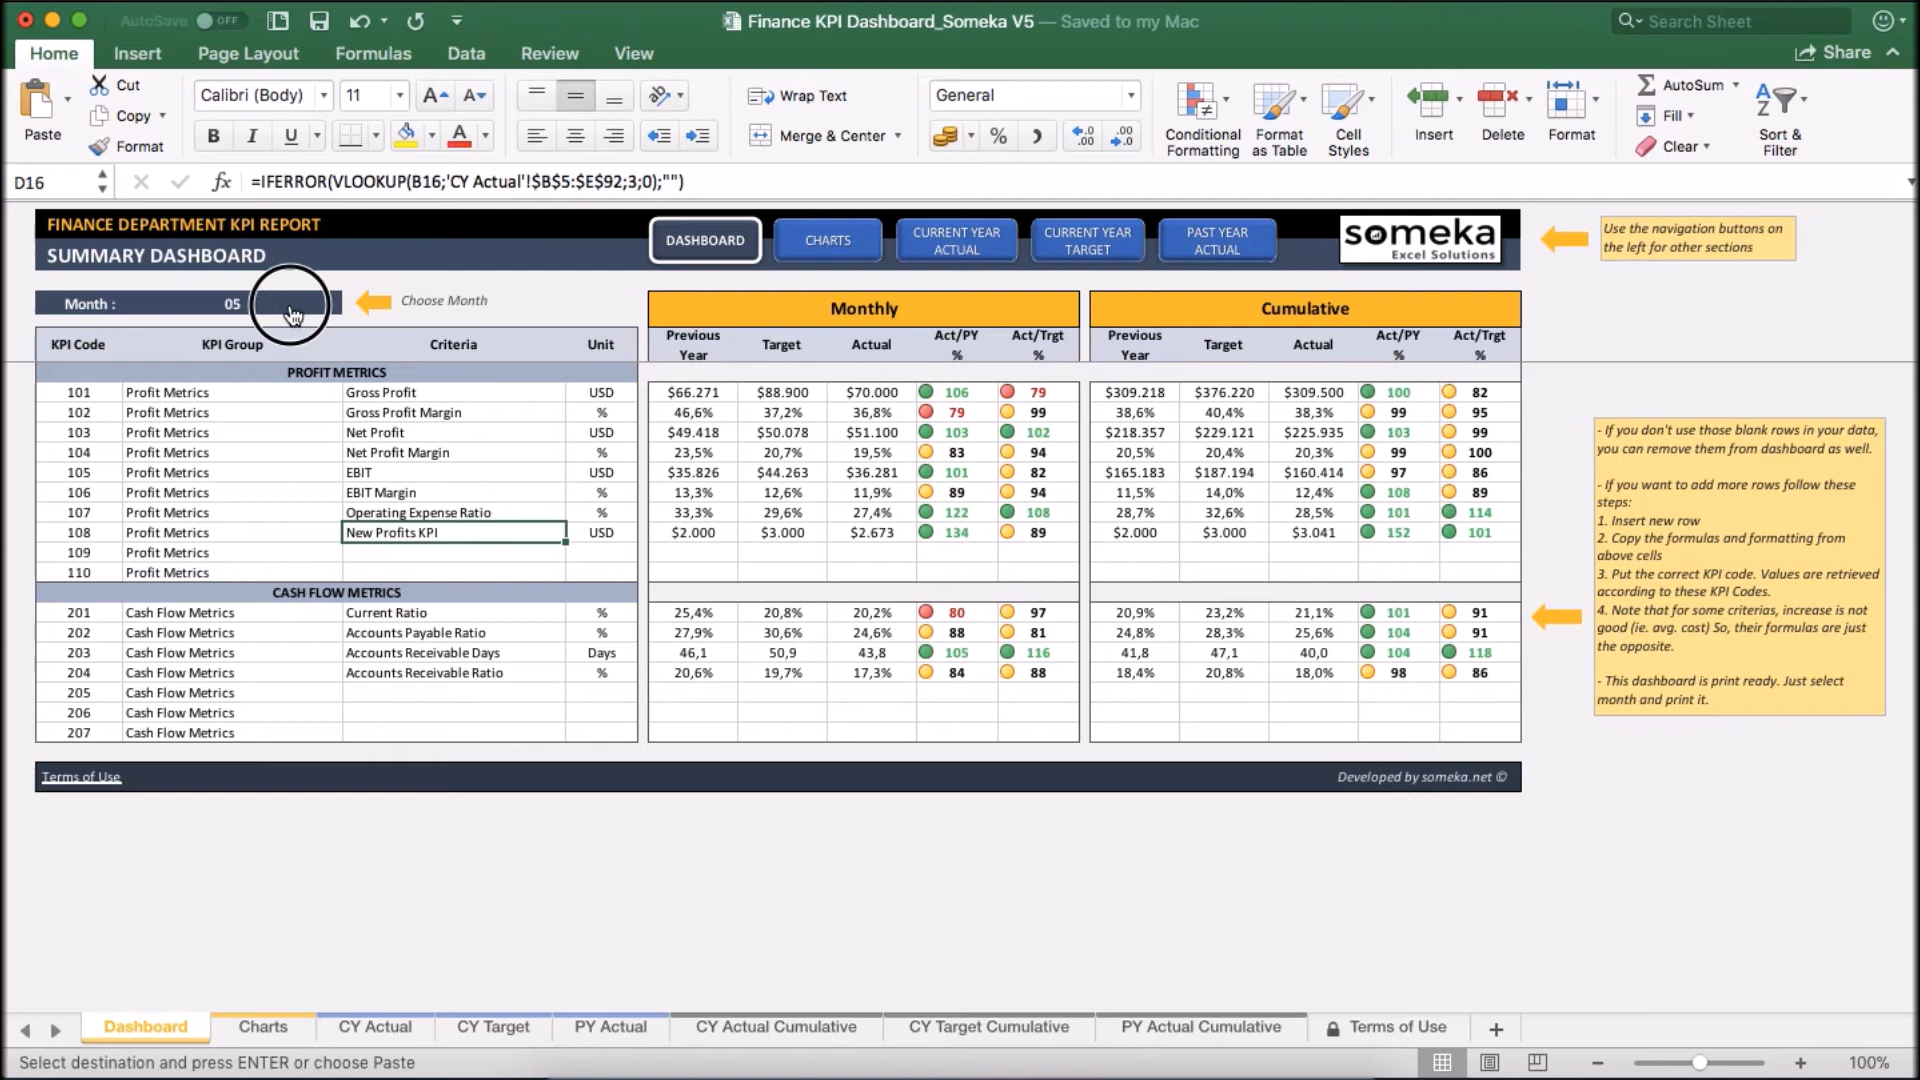 AutoSave OFF
Finance KPI Dashboard_Someka V5 — Saved to my Mac
Search Sheet
Home Insert Page Layout Formulas Data Review View Share
Paste
Cut
Copy
Format
Calibri (Body) 11
B I U
Wrap Text
Merge & Center
General
Conditional Formatting
Format as Table
Cell Styles
Insert Delete Format
AutoSum
Fill
Clear
Sort & Filter
D16 fx =IFERROR(VLOOKUP(B16;'CY Actual'!$B$5:$E$92;3;0);"")
FINANCE DEPARTMENT KPI REPORT
SUMMARY DASHBOARD
DASHBOARD
CHARTS
CURRENT YEAR ACTUAL
CURRENT YEAR TARGET
PAST YEAR ACTUAL
someka
Excel Solutions
Use the navigation buttons on
the left for other sections
Month : 05
Choose Month
Monthly Cumulative
KPI Code KPI Group Criteria Unit Previous Year Target Actual Act/PY % Act/Trgt % Previous Year Target Actual Act/PY % Act/Trgt %
PROFIT METRICS
101 Profit Metrics Gross Profit USD $66.271 $88.900 $70.000 106 79 $309.218 $376.220 $309.500 100 82
102 Profit Metrics Gross Profit Margin % 46,6% 37,2% 36,8% 79 99 38,6% 40,4% 38,3% 99 95
103 Profit Metrics Net Profit USD $49.418 $50.078 $51.100 103 102 $218.357 $229.121 $225.935 103 99
104 Profit Metrics Net Profit Margin % 23,5% 20,7% 19,5% 83 94 20,5% 20,4% 20,3% 99 100
105 Profit Metrics EBIT USD $35.826 $44.263 $36.281 101 82 $165.183 $187.194 $160.414 97 86
106 Profit Metrics EBIT Margin % 13,3% 12,6% 11,9% 89 94 11,5% 14,0% 12,4% 108 89
107 Profit Metrics Operating Expense Ratio % 33,3% 29,6% 27,4% 122 108 28,7% 32,6% 28,5% 101 114
108 Profit Metrics New Profits KPI USD $2.000 $3.000 $2.673 134 89 $2.000 $3.000 $3.041 152 101
109 Profit Metrics
110 Profit Metrics
CASH FLOW METRICS
201 Cash Flow Metrics Current Ratio % 25,4% 20,8% 20,2% 80 97 20,9% 23,2% 21,1% 101 91
202 Cash Flow Metrics Accounts Payable Ratio % 27,9% 30,6% 24,6% 88 81 24,8% 28,3% 25,6% 104 91
203 Cash Flow Metrics Accounts Receivable Days Days 46,1 50,9 43,8 105 116 41,8 47,1 40,0 104 118
204 Cash Flow Metrics Accounts Receivable Ratio % 20,6% 19,7% 17,3% 84 88 18,4% 20,8% 18,0% 98 86
205 Cash Flow Metrics
206 Cash Flow Metrics
207 Cash Flow Metrics
- If you don't use those blank rows in your data,
you can remove them from dashboard as well.
- If you want to add more rows follow these
steps:
1. Insert new row
2. Copy the formulas and formatting from
above cells
3. Put the correct KPI code. Values are retrieved
according to these KPI Codes.
4. Note that for some criterias, increase is not
good (ie. avg. cost) So, their formulas are just
the opposite.
- This dashboard is print ready. Just select
month and print it.
Terms of Use Developed by someka.net ©
Dashboard Charts CY Actual CY Target PY Actual CY Actual Cumulative CY Target Cumulative PY Actual Cumulative Terms of Use
Select destination and press ENTER or choose Paste 100%